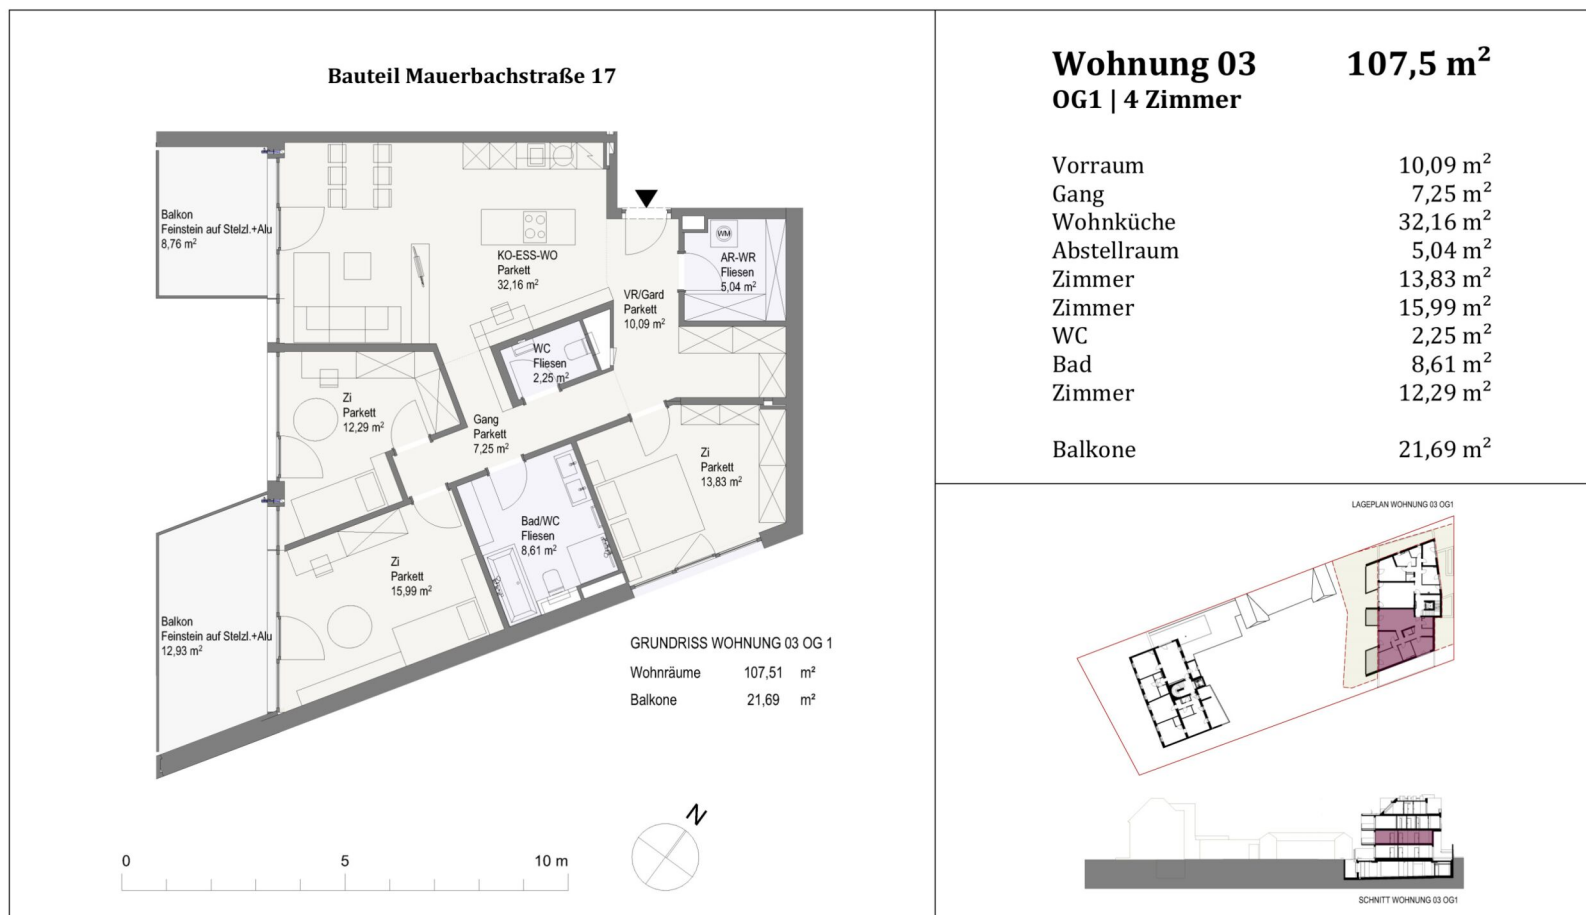 Bauteil Mauerbachstraße 17
Balkon
Feinstein auf Stelzl.+Alu
8,76 m²
KO-ESS-WO
Parkett
32,16 m²
WM
AR-WR
Fliesen
5,04 m²
VR/Gard
Parkett
10,09 m²
WC
Fliesen
2,25 m²
Zi
Parkett
12,29 m²
Gang
Parkett
7,25 m²
Zi
Parkett
13,83 m²
Bad/WC
Fliesen
8,61 m²
Zi
Parkett
15,99 m²
Balkon
Feinstein auf Stelzl.+Alu
12,93 m²
GRUNDRISS WOHNUNG 03 OG 1
Wohnräume 107,51 m²
Balkone 21,69 m²
N
0 5 10 m
Wohnung 03 107,5 m²
OG1 | 4 Zimmer
Vorraum 10,09 m²
Gang 7,25 m²
Wohnküche 32,16 m²
Abstellraum 5,04 m²
Zimmer 13,83 m²
Zimmer 15,99 m²
WC 2,25 m²
Bad 8,61 m²
Zimmer 12,29 m²
Balkone 21,69 m²
LAGEPLAN WOHNUNG 03 OG1
SCHNITT WOHNUNG 03 OG1